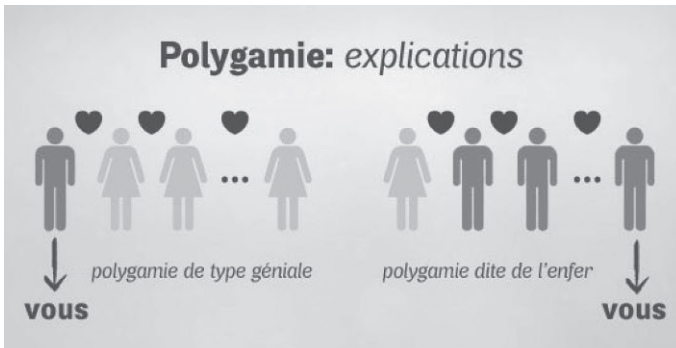 Polygamie: explications
...
...
polygamie de type géniale
polygamie dite de l'enfer
vous
vous